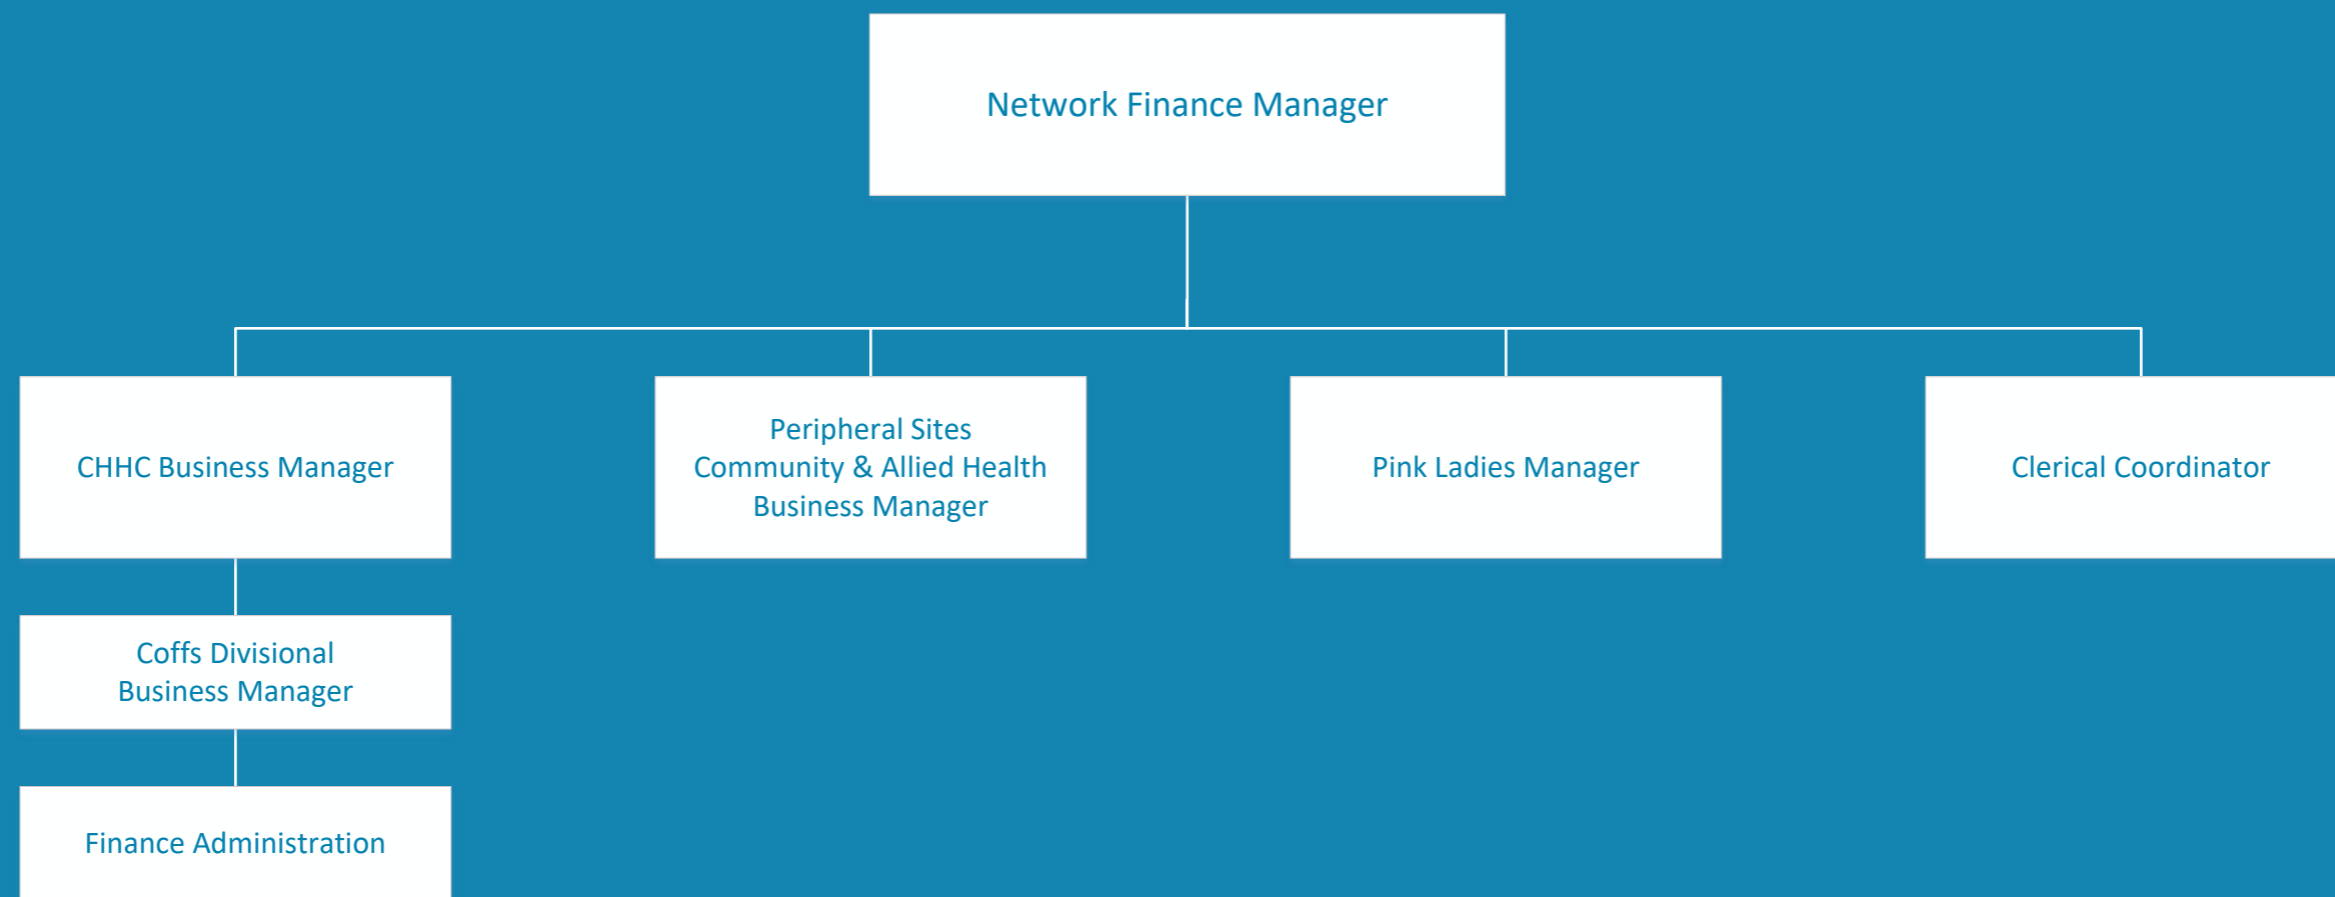 Network Finance Manager
CHHC Business Manager
Peripheral Sites
Community & Allied Health
Business Manager
Pink Ladies Manager
Clerical Coordinator
Coffs Divisional
Business Manager
Finance Administration